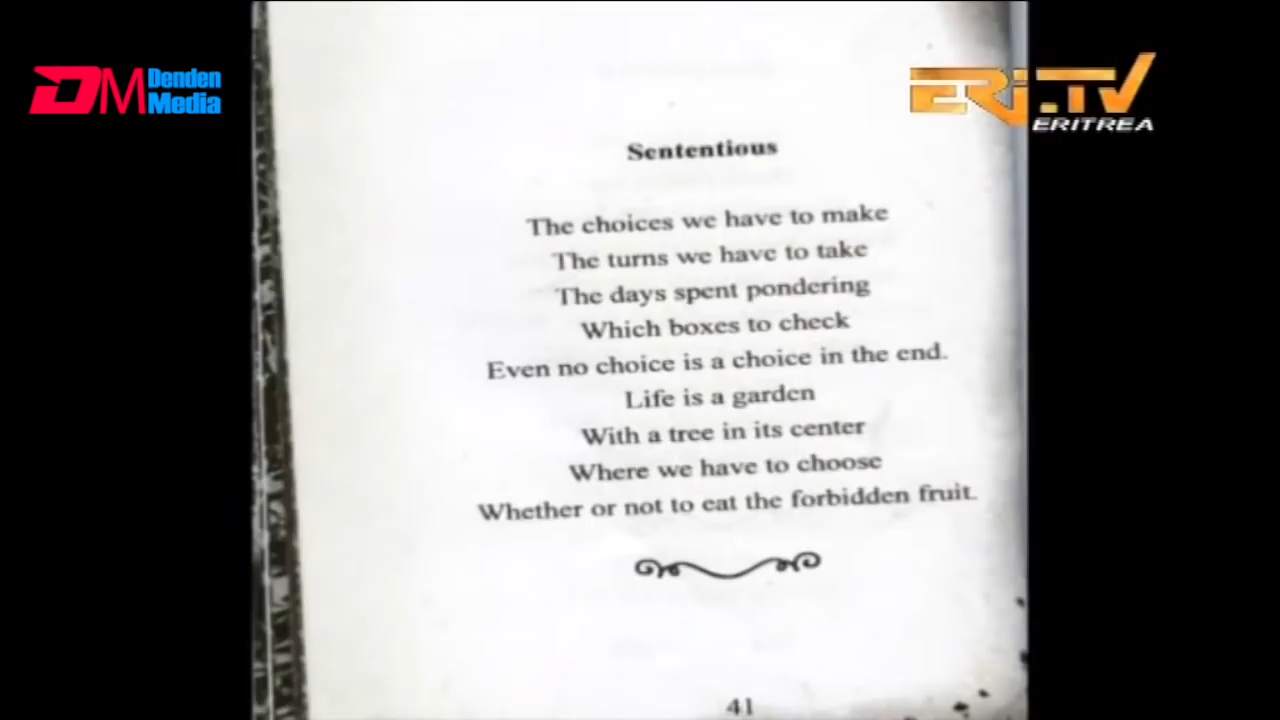 DM Denden Media
ERi.TV
ERITREA
Sententious
The choices we have to make
The turns we have to take
The days spent pondering
Which boxes to check
Even no choice is a choice in the end.
Life is a garden
With a tree in its center
Where we have to choose
Whether or not to eat the forbidden fruit.
41